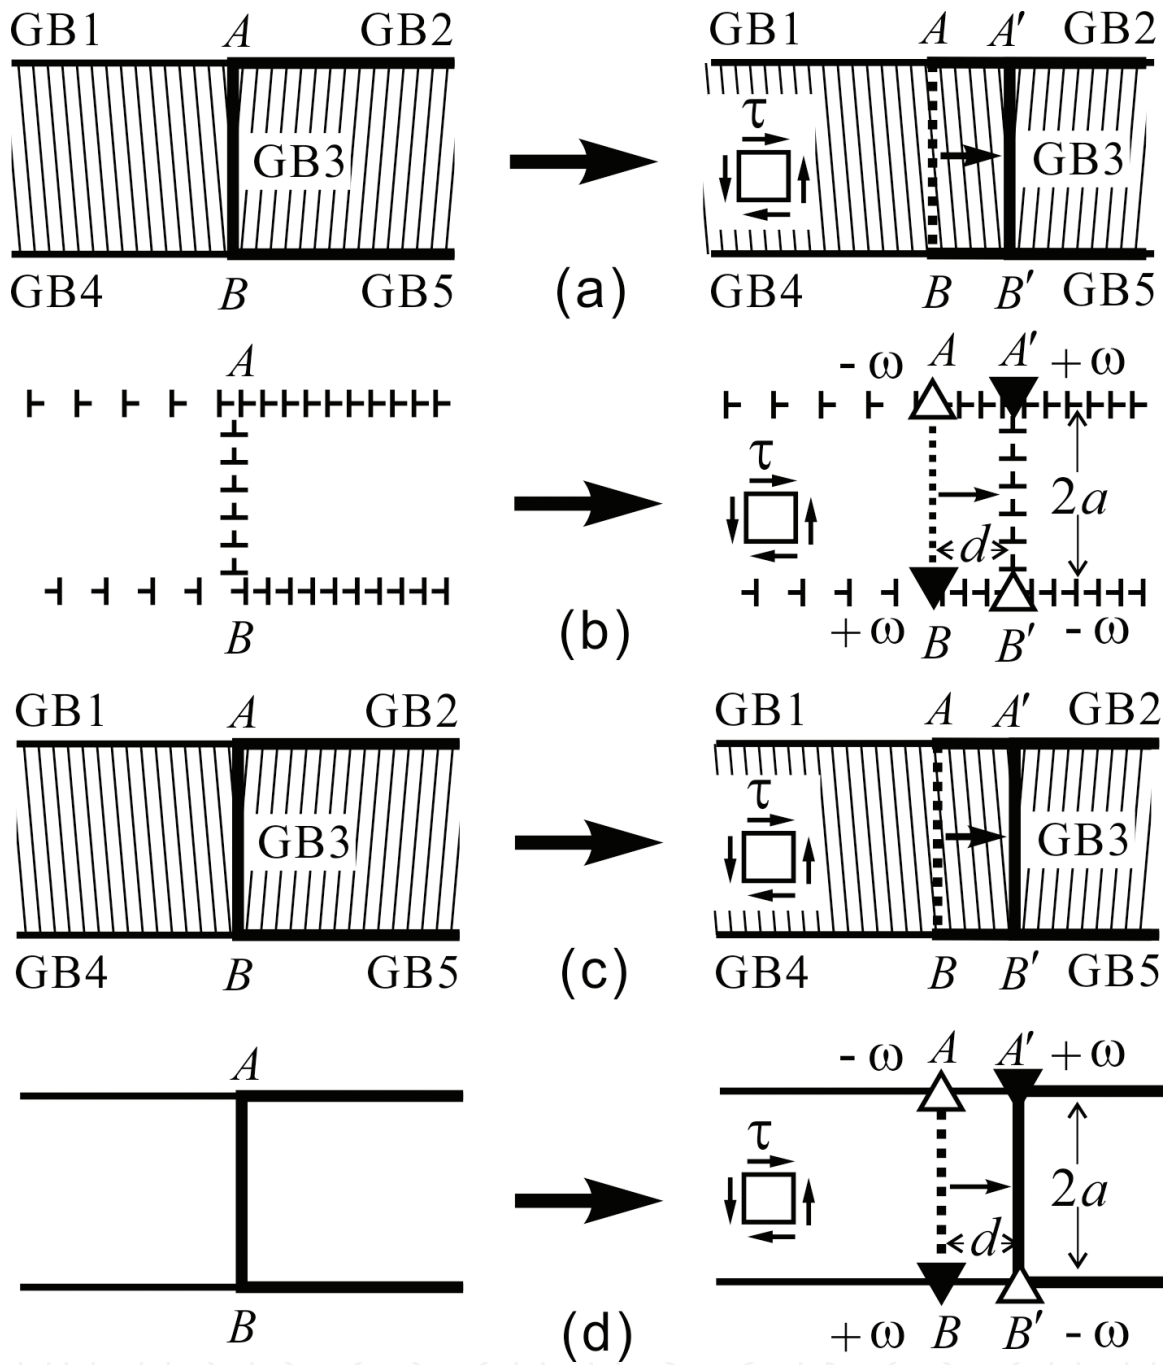 GB1 A GB2 GB1 A A′ GB2
τ
GB3 GB3
GB4 B GB5 (a) GB4 B B′ GB5
A - ω A A′ + ω
τ
2a
d
B (b) + ω B B′ - ω
GB1 A GB2 GB1 A A′ GB2
τ
GB3 GB3
GB4 B GB5 (c) GB4 B B′ GB5
A - ω A A′ + ω
τ
2a
d
B (d) + ω B B′ - ω